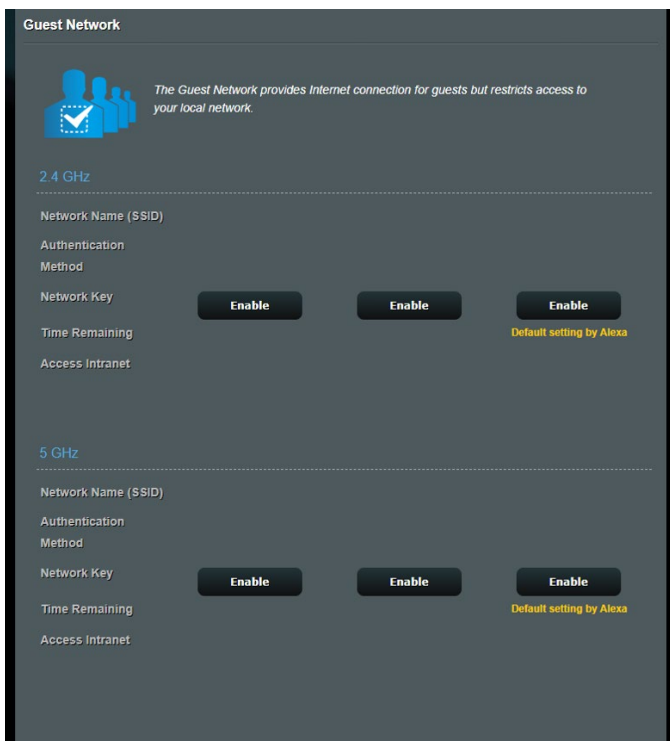 Guest Network
The Guest Network provides Internet connection for guests but restricts access to
your local network.
2.4 GHz
Network Name (SSID)
Authentication
Method
Network Key
Enable Enable Enable
Time Remaining
Default setting by Alexa
Access Intranet
5 GHz
Network Name (SSID)
Authentication
Method
Network Key
Enable Enable Enable
Time Remaining
Default setting by Alexa
Access Intranet